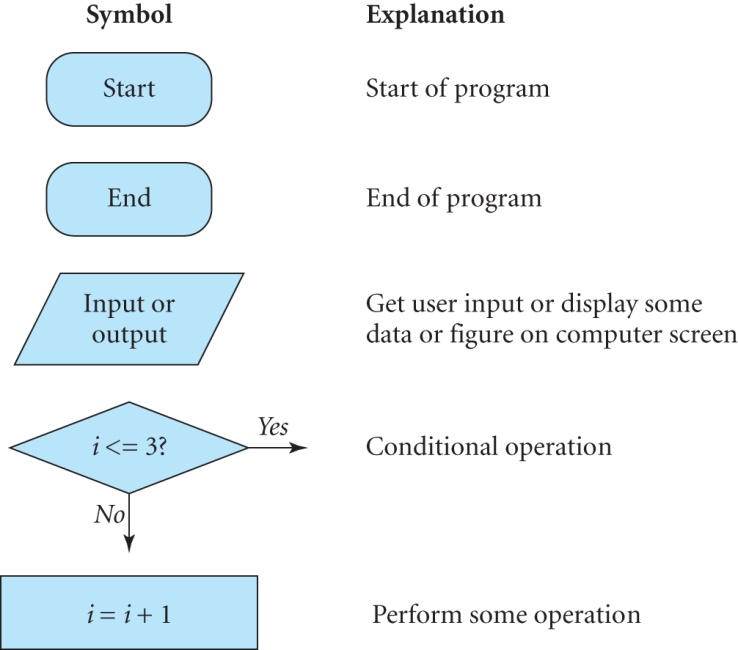 Symbol Explanation
Start Start of program
End End of program
Input or
output
Get user input or display some
data or figure on computer screen
i <= 3? Yes Conditional operation
No
i = i + 1 Perform some operation